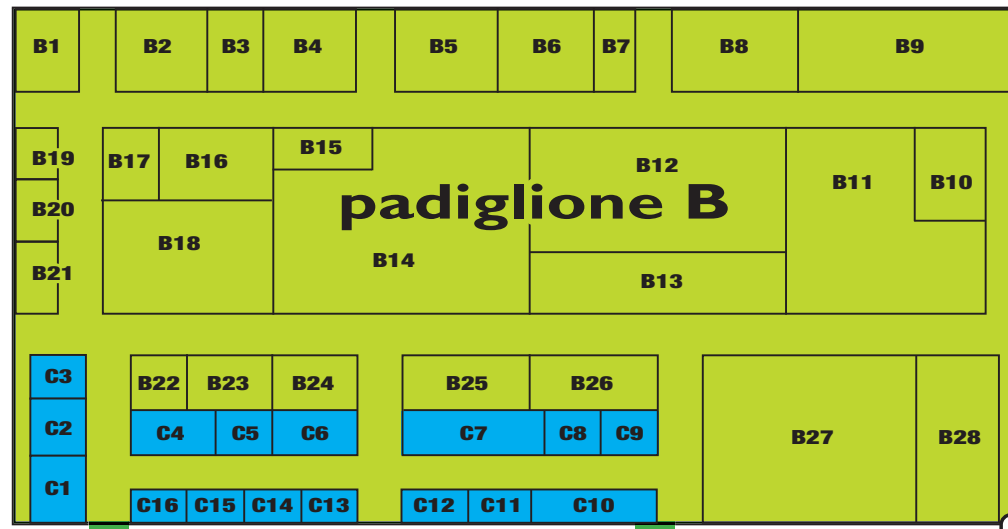 B1 B2 B3 B4 B5 B6 B7 B8 B9
B19 B17 B16 B15 B12 B11 B10
padiglione B
B20
B18
B14
B21
B13
C3
B22 B23 B24 B25 B26
C2 C4 C5 C6 C7 C8 C9 B27 B28
C1
C16 C15 C14 C13 C12 C11 C10